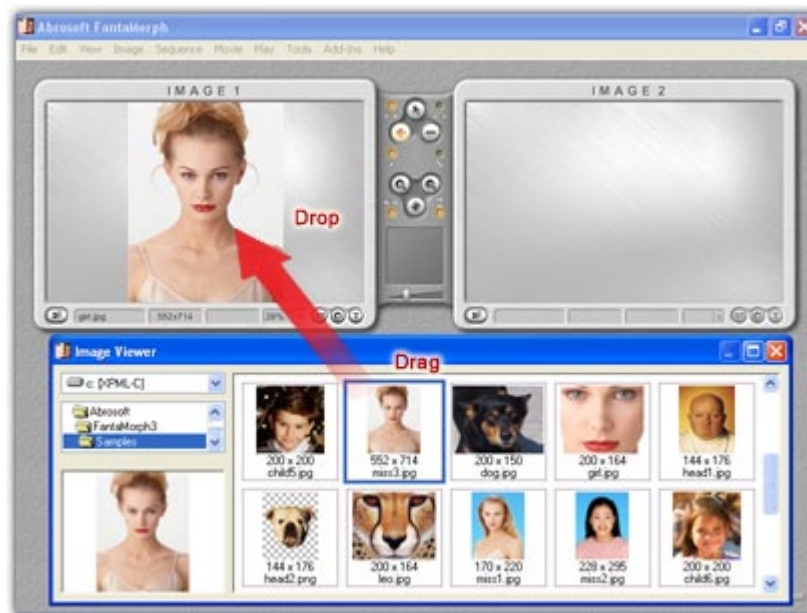 Abrosoft FantaMorph
File Edit View Image Sequence Movie Play Tools Add-Ins Help
IMAGE 1
IMAGE 2
Drop
girl.jpg 552x714 28%
Drag
Image Viewer
c: [XPML-C]
Abrosoft
FantaMorph3
Samples
200 x 200
child5.jpg
552 x 714
miss3.jpg
200 x 150
dog.jpg
200 x 164
girl.jpg
144 x 176
head1.jpg
144 x 176
head2.png
200 x 164
leo.jpg
170 x 220
miss1.jpg
228 x 295
miss2.jpg
200 x 200
child6.jpg